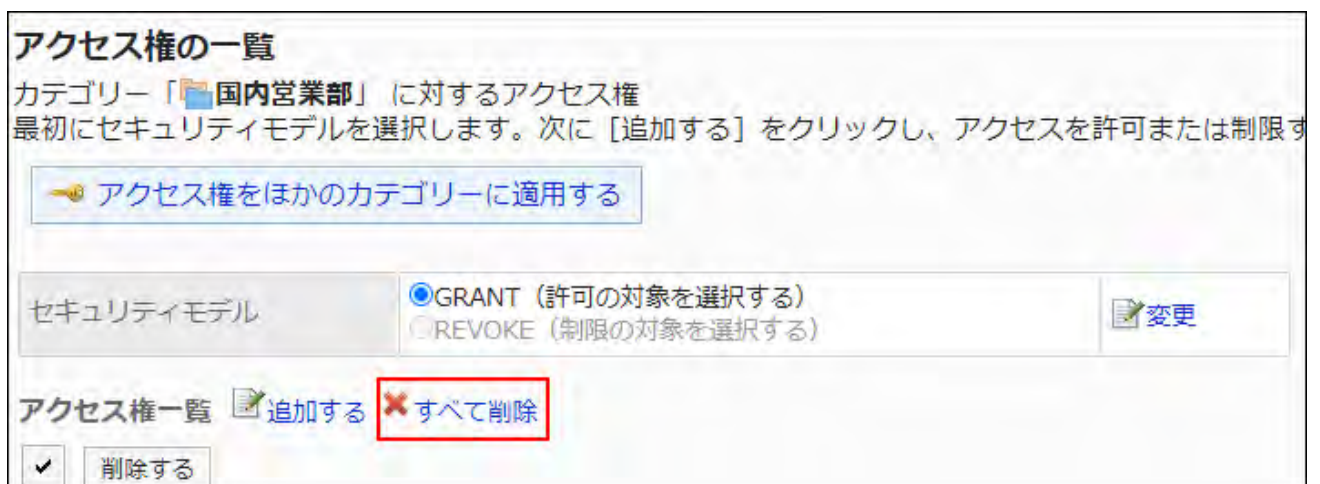 アクセス権の一覧
カテゴリー「国内営業部」 に対するアクセス権
最初にセキュリティモデルを選択します。次に [追加する] をクリックし、アクセスを許可または制限す
アクセス権をほかのカテゴリーに適用する
セキュリティモデル
GRANT（許可の対象を選択する）
REVOKE（制限の対象を選択する）
変更
アクセス権一覧 追加する すべて削除
削除する